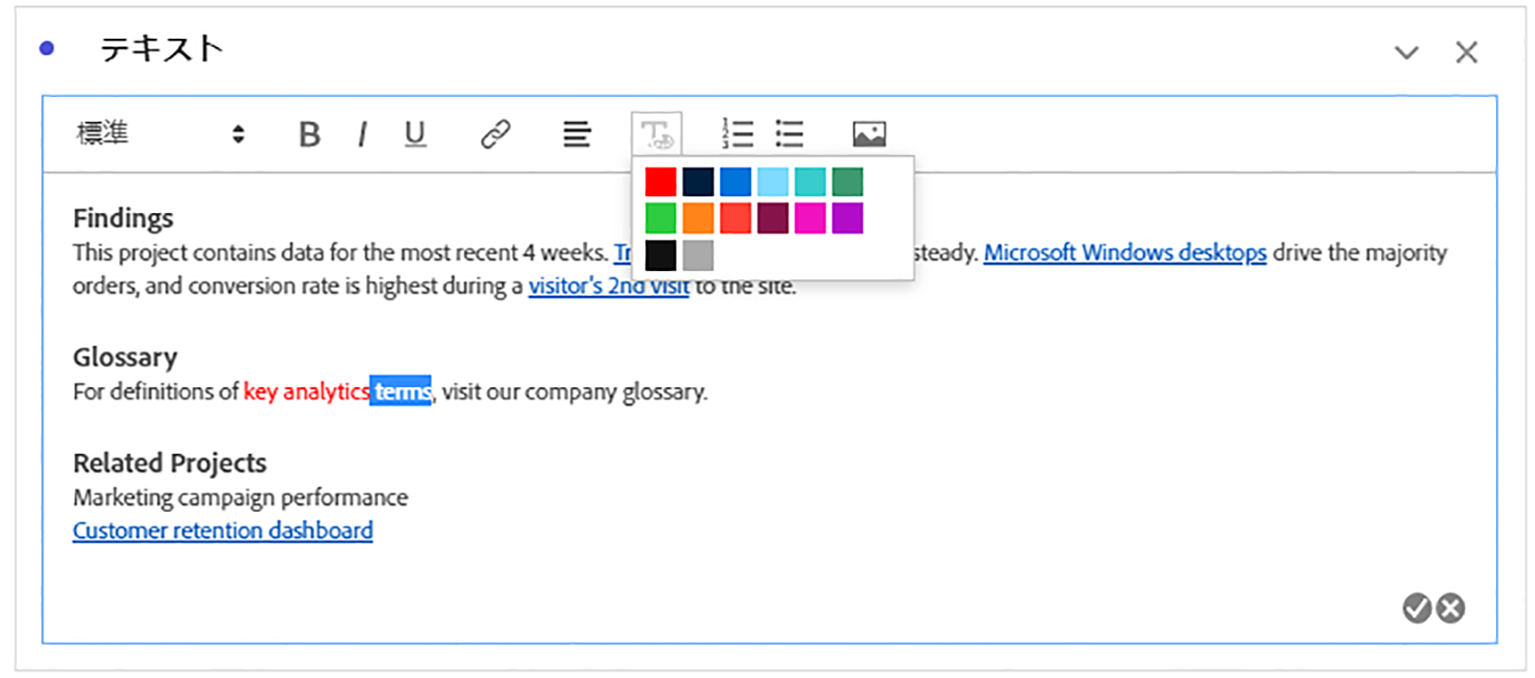 テキスト
標準 B I U
Findings
This project contains data for the most recent 4 weeks. steady. Microsoft Windows desktops drive the majority
orders, and conversion rate is highest during a visitor's 2nd visit to the site.
Glossary
For definitions of key analytics terms, visit our company glossary.
Related Projects
Marketing campaign performance
Customer retention dashboard